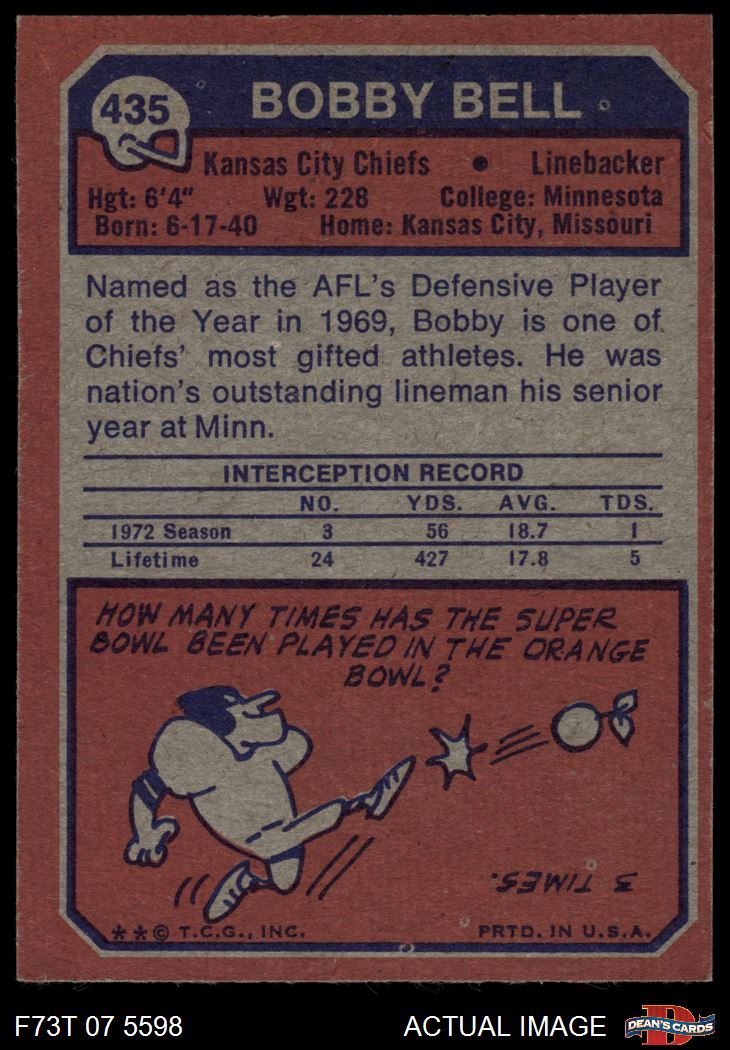 435
BOBBY BELL
Kansas City Chiefs • Linebacker
Hgt: 6'4" Wgt: 228 College: Minnesota
Born: 6-17-40 Home: Kansas City, Missouri
Named as the AFL's Defensive Player
of the Year in 1969, Bobby is one of
Chiefs' most gifted athletes. He was
nation's outstanding lineman his senior
year at Minn.
INTERCEPTION RECORD
NO. YDS. AVG. TDS.
1972 Season 3 56 18.7 1
Lifetime 24 427 17.8 5
HOW MANY TIMES HAS THE SUPER
BOWL BEEN PLAYED IN THE ORANGE
BOWL?
3 TIMES.
**© T.C.G., INC. PRTD. IN U.S.A.
F73T 07 5598 ACTUAL IMAGE
D
DEAN'S CARDS